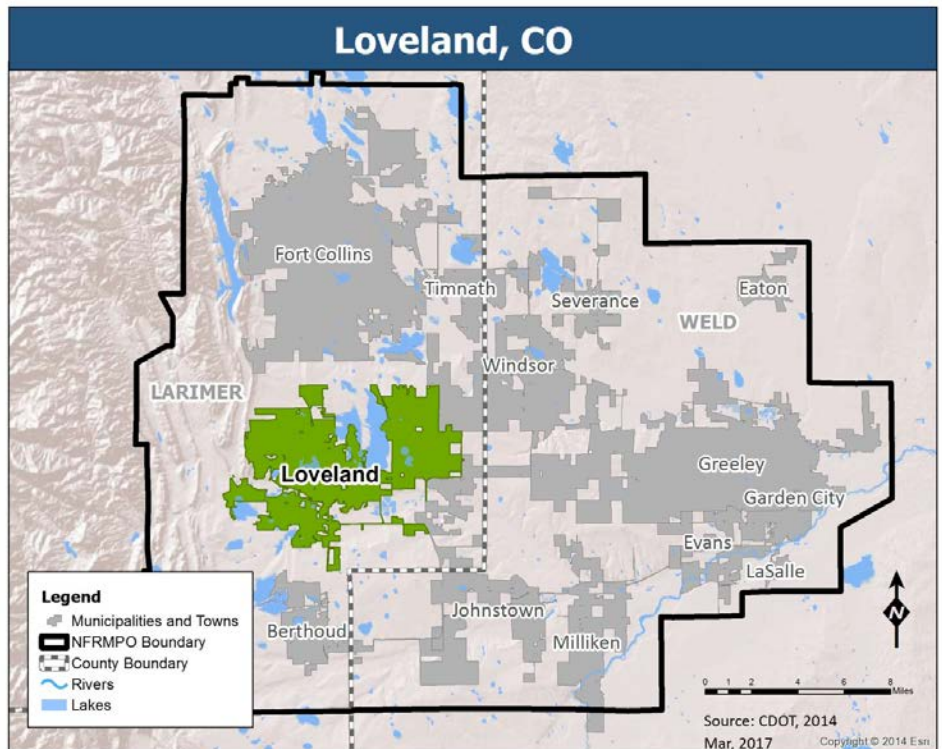 Loveland, CO
Fort Collins
Timnath
Severance
Eaton
WELD
Windsor
LARIMER
Loveland
Greeley
Garden City
Evans
LaSalle
Johnstown
Berthoud
Milliken
Legend
Municipalities and Towns
NFRMPO Boundary
County Boundary
Rivers
Lakes
N
0 1 2 4 6 8
Miles
Source: CDOT, 2014
Mar. 2017
Copyright © 2014 Esri